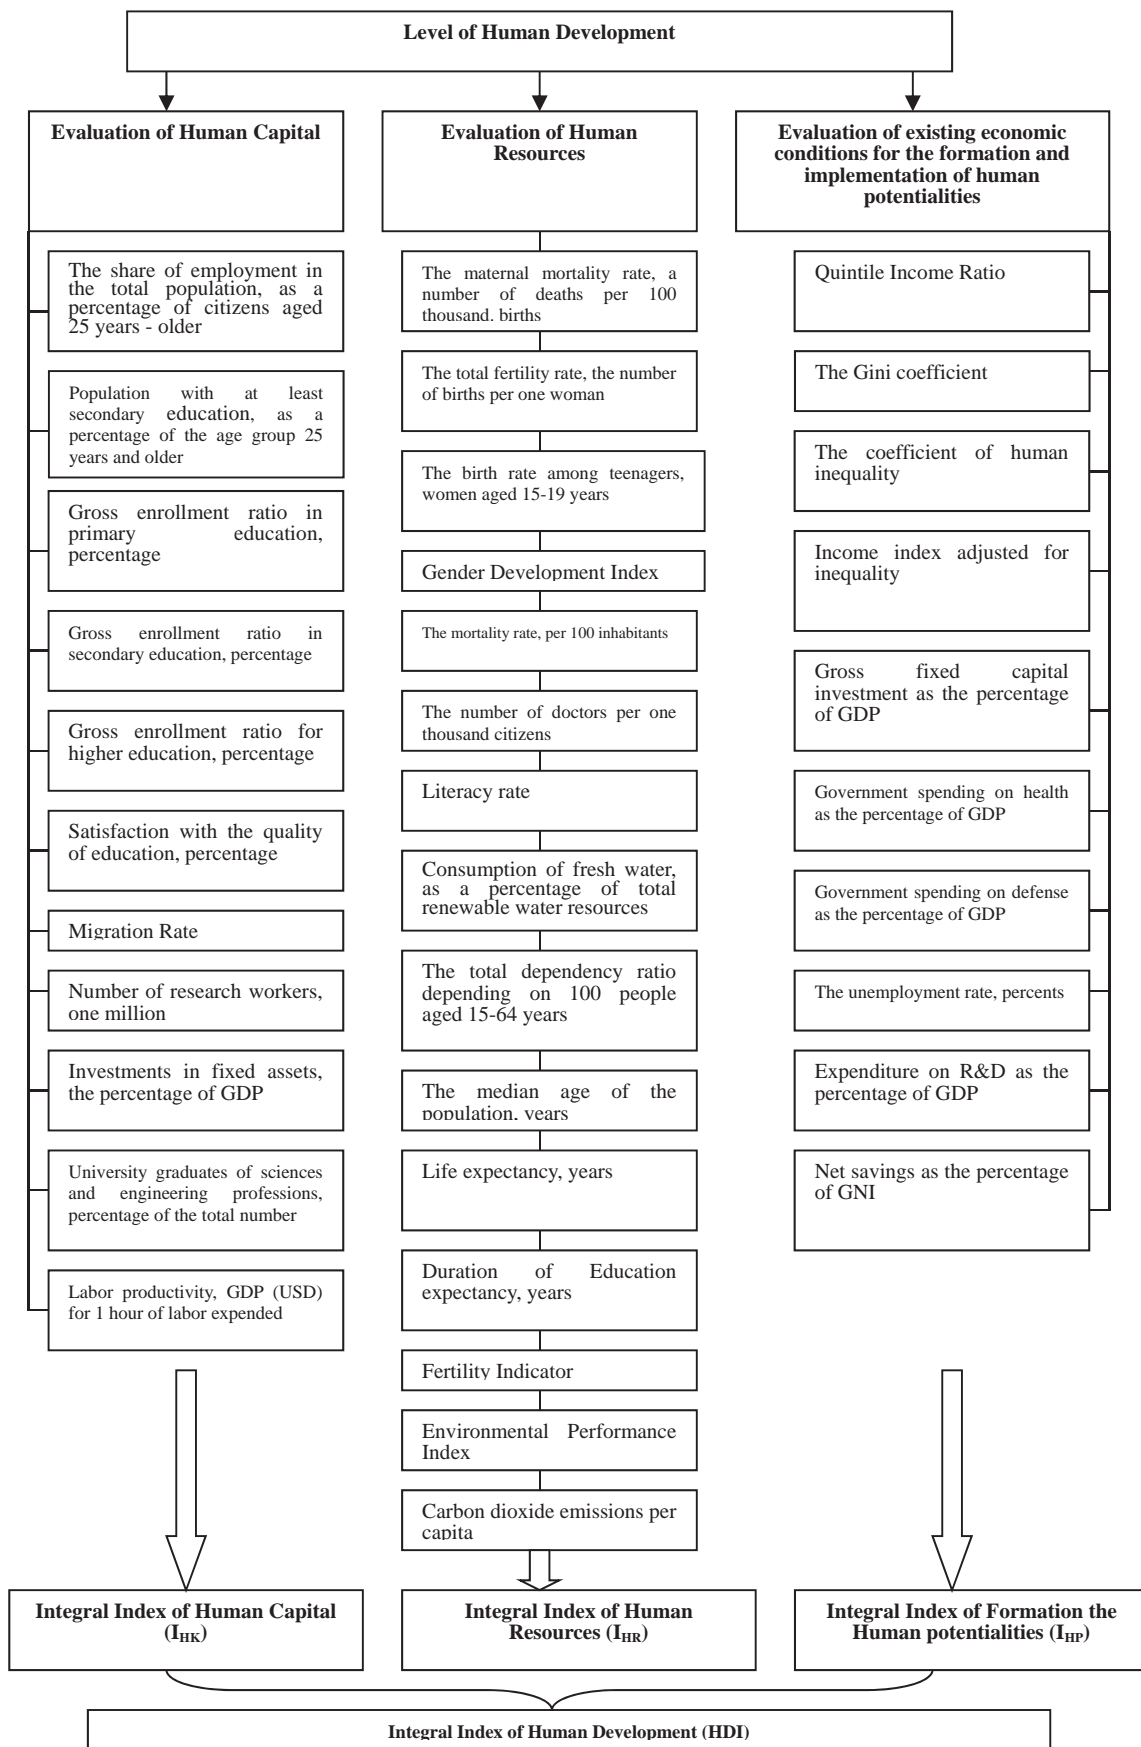 Level of Human Development
Evaluation of Human Capital
Evaluation of Human
Resources
Evaluation of existing economic
conditions for the formation and
implementation of human
potentialities
The share of employment in
the total population, as a
percentage of citizens aged
25 years - older
Population with at least
secondary education, as a
percentage of the age group 25
years and older
Gross enrollment ratio in
primary education,
percentage
Gross enrollment ratio in
secondary education, percentage
Gross enrollment ratio for
higher education, percentage
Satisfaction with the quality
of education, percentage
Migration Rate
Number of research workers,
one million
Investments in fixed assets,
the percentage of GDP
University graduates of sciences
and engineering professions,
percentage of the total number
Labor productivity, GDP (USD)
for 1 hour of labor expended
The maternal mortality rate, a
number of deaths per 100
thousand. births
The total fertility rate, the number
of births per one woman
The birth rate among teenagers,
women aged 15-19 years
Gender Development Index
The mortality rate, per 100 inhabitants
The number of doctors per one
thousand citizens
Literacy rate
Consumption of fresh water,
as a percentage of total
renewable water resources
The total dependency ratio
depending on 100 people
aged 15-64 years
The median age of the
population, years
Life expectancy, years
Duration of Education
expectancy, years
Fertility Indicator
Environmental Performance
Index
Carbon dioxide emissions per
capita
Quintile Income Ratio
The Gini coefficient
The coefficient of human
inequality
Income index adjusted for
inequality
Gross fixed capital
investment as the percentage
of GDP
Government spending on health
as the percentage of GDP
Government spending on defense
as the percentage of GDP
The unemployment rate, percents
Expenditure on R&D as the
percentage of GDP
Net savings as the percentage
of GNI
Integral Index of Human Capital
(I_HK)
Integral Index of Human
Resources (I_HR)
Integral Index of Formation the
Human potentialities (I_HP)
Integral Index of Human Development (HDI)